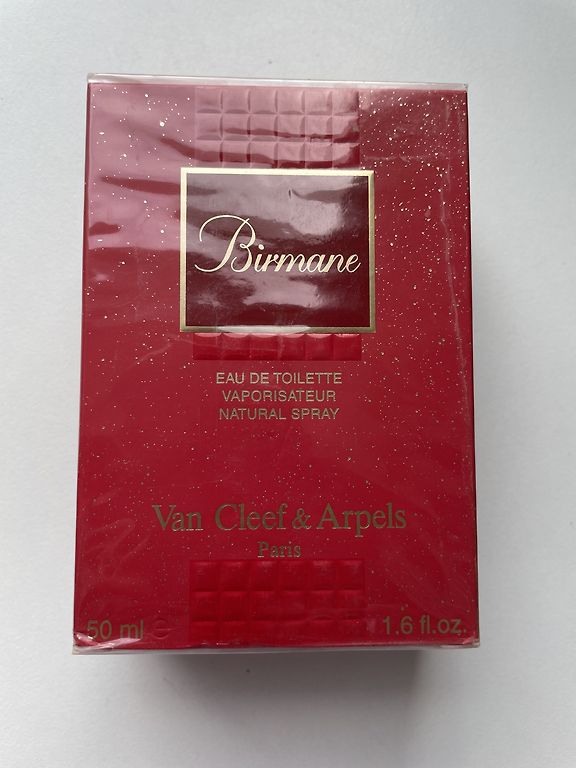 Birmane
EAU DE TOILETTE
VAPORISATEUR
NATURAL SPRAY
Van Cleef & Arpels
Paris
50 ml e 1.6 fl.oz.